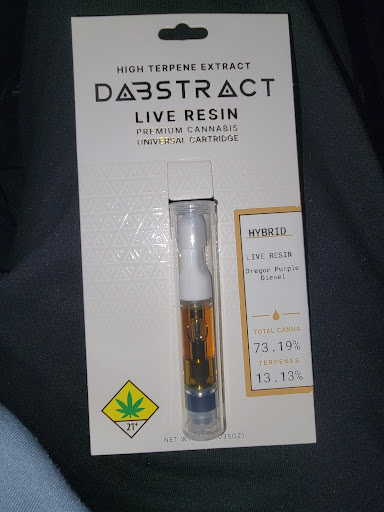 HIGH TERPENE EXTRACT
DABSTRACT
LIVE RESIN
PREMIUM CANNABIS
UNIVERSAL CARTRIDGE
HYBRID
LIVE RESIN
Oregon Purple
Diesel
TOTAL CANNA
73.19%
TERPENES
13.13%
21+
NET